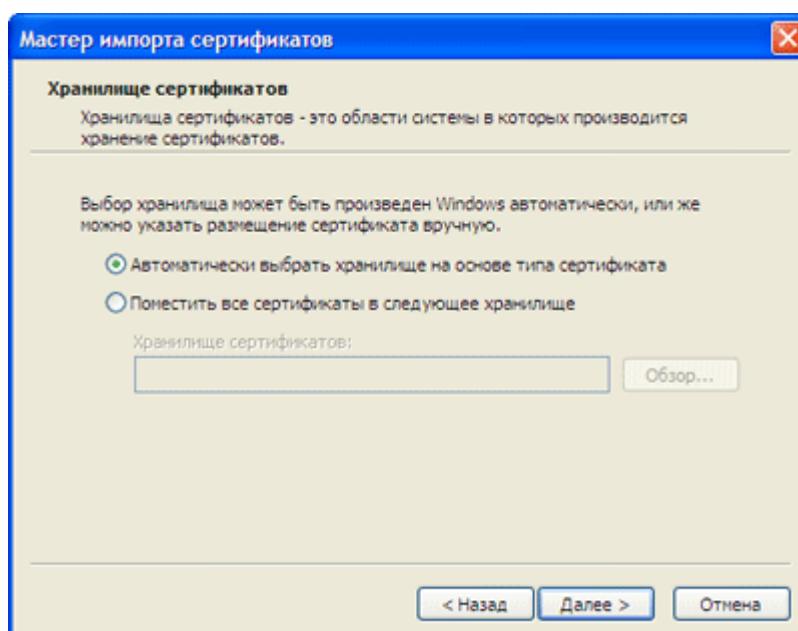 Мастер импорта сертификатов
Хранилище сертификатов
Хранилища сертификатов - это области системы в которых производится
хранение сертификатов.
Выбор хранилища может быть произведен Windows автоматически, или же
можно указать размещение сертификата вручную.
Автоматически выбрать хранилище на основе типа сертификата
Поместить все сертификаты в следующее хранилище
Хранилище сертификатов:
Обзор...
< Назад Далее > Отмена